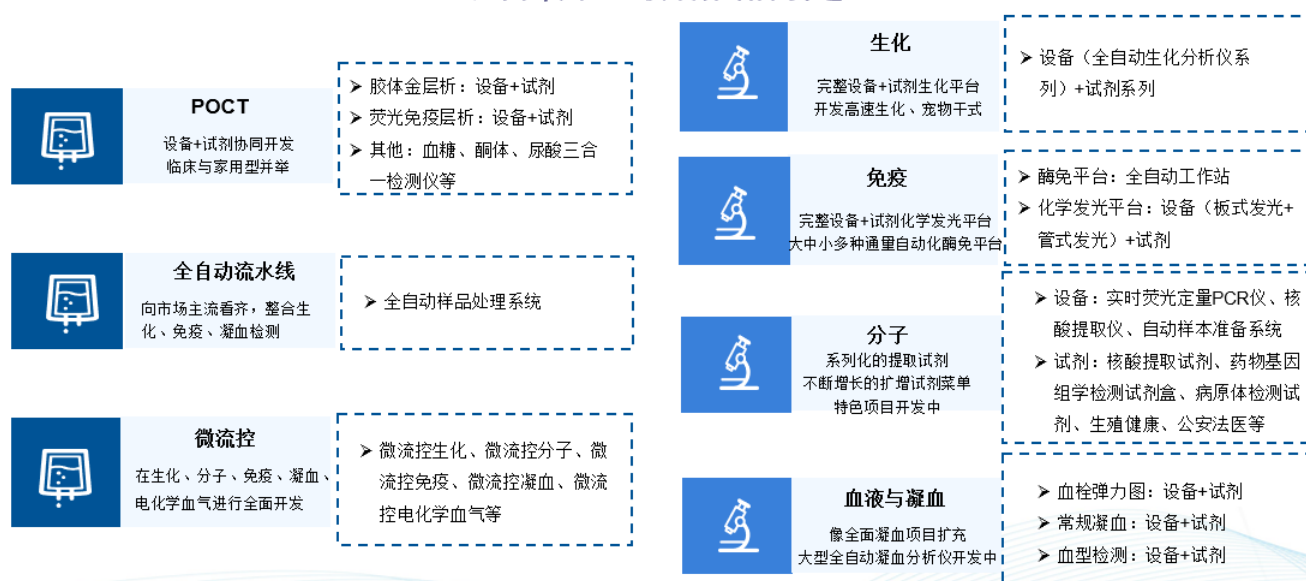 POCT
设备+试剂协同开发
临床与家用型并举
➤ 胶体金层析：设备+试剂
➤ 荧光免疫层析：设备+试剂
➤ 其他：血糖、酮体、尿酸三合
一检测仪等
全自动流水线
向市场主流看齐，整合生
化、免疫、凝血检测
➤ 全自动样品处理系统
微流控
在生化、分子、免疫、凝血、
电化学血气进行全面开发
➤ 微流控生化、微流控分子、微
流控免疫、微流控凝血、微流
控电化学血气等
生化
完整设备+试剂生化平台
开发高速生化、宠物干式
➤ 设备（全自动生化分析仪系
列）+试剂系列
免疫
完整设备+试剂化学发光平台
大中小多种通量自动化酶免平台
➤ 酶免平台：全自动工作站
➤ 化学发光平台：设备（板式发光+
管式发光）+试剂
分子
系列化的提取试剂
不断增长的扩增试剂菜单
特色项目开发中
➤ 设备：实时荧光定量PCR仪、核
酸提取仪、自动样本准备系统
➤ 试剂：核酸提取试剂、药物基因
组学检测试剂盒、病原体检测试
剂、生殖健康、公安法医等
血液与凝血
像全面凝血项目扩充
大型全自动凝血分析仪开发中
➤ 血栓弹力图：设备+试剂
➤ 常规凝血：设备+试剂
➤ 血型检测：设备+试剂